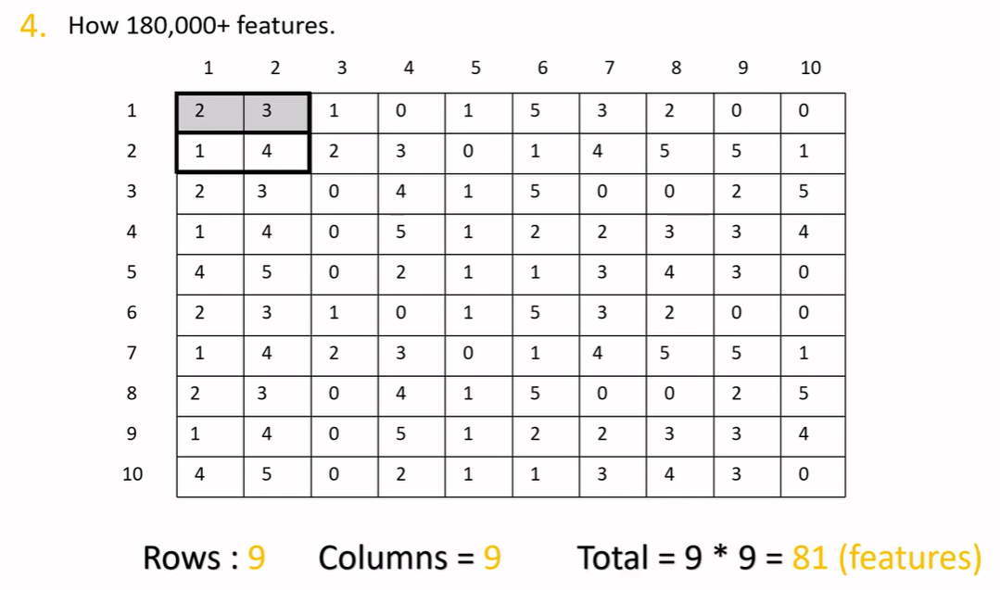 4. How 180,000+ features.
1 2 3 4 5 6 7 8 9 10
1 2 3 1 0 1 5 3 2 0 0
2 1 4 2 3 0 1 4 5 5 1
3 2 3 0 4 1 5 0 0 2 5
4 1 4 0 5 1 2 2 3 3 4
5 4 5 0 2 1 1 3 4 3 0
6 2 3 1 0 1 5 3 2 0 0
7 1 4 2 3 0 1 4 5 5 1
8 2 3 0 4 1 5 0 0 2 5
9 1 4 0 5 1 2 2 3 3 4
10 4 5 0 2 1 1 3 4 3 0
Rows : 9 Columns = 9 Total = 9 * 9 = 81 (features)